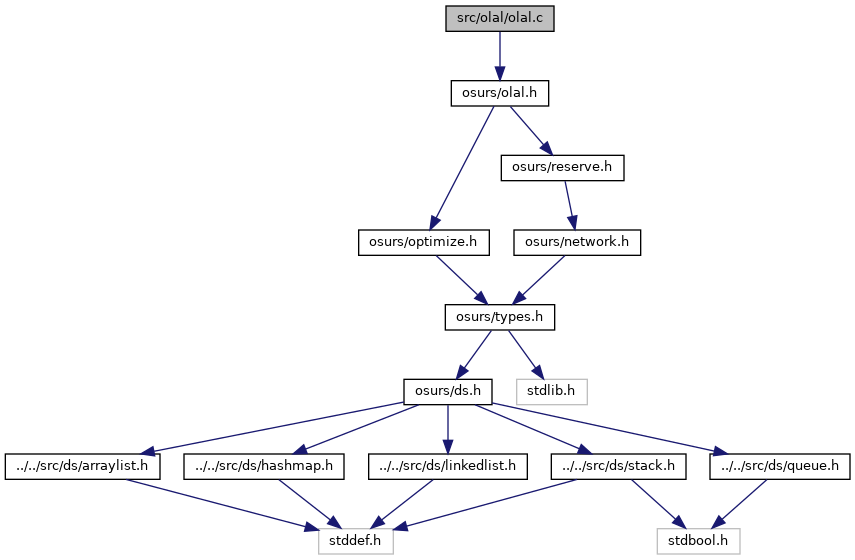 src/olal/olal.c
osurs/olal.h
osurs/reserve.h
osurs/optimize.h
osurs/network.h
osurs/types.h
osurs/ds.h
stdlib.h
../../src/ds/arraylist.h
../../src/ds/hashmap.h
../../src/ds/linkedlist.h
../../src/ds/stack.h
../../src/ds/queue.h
stddef.h
stdbool.h